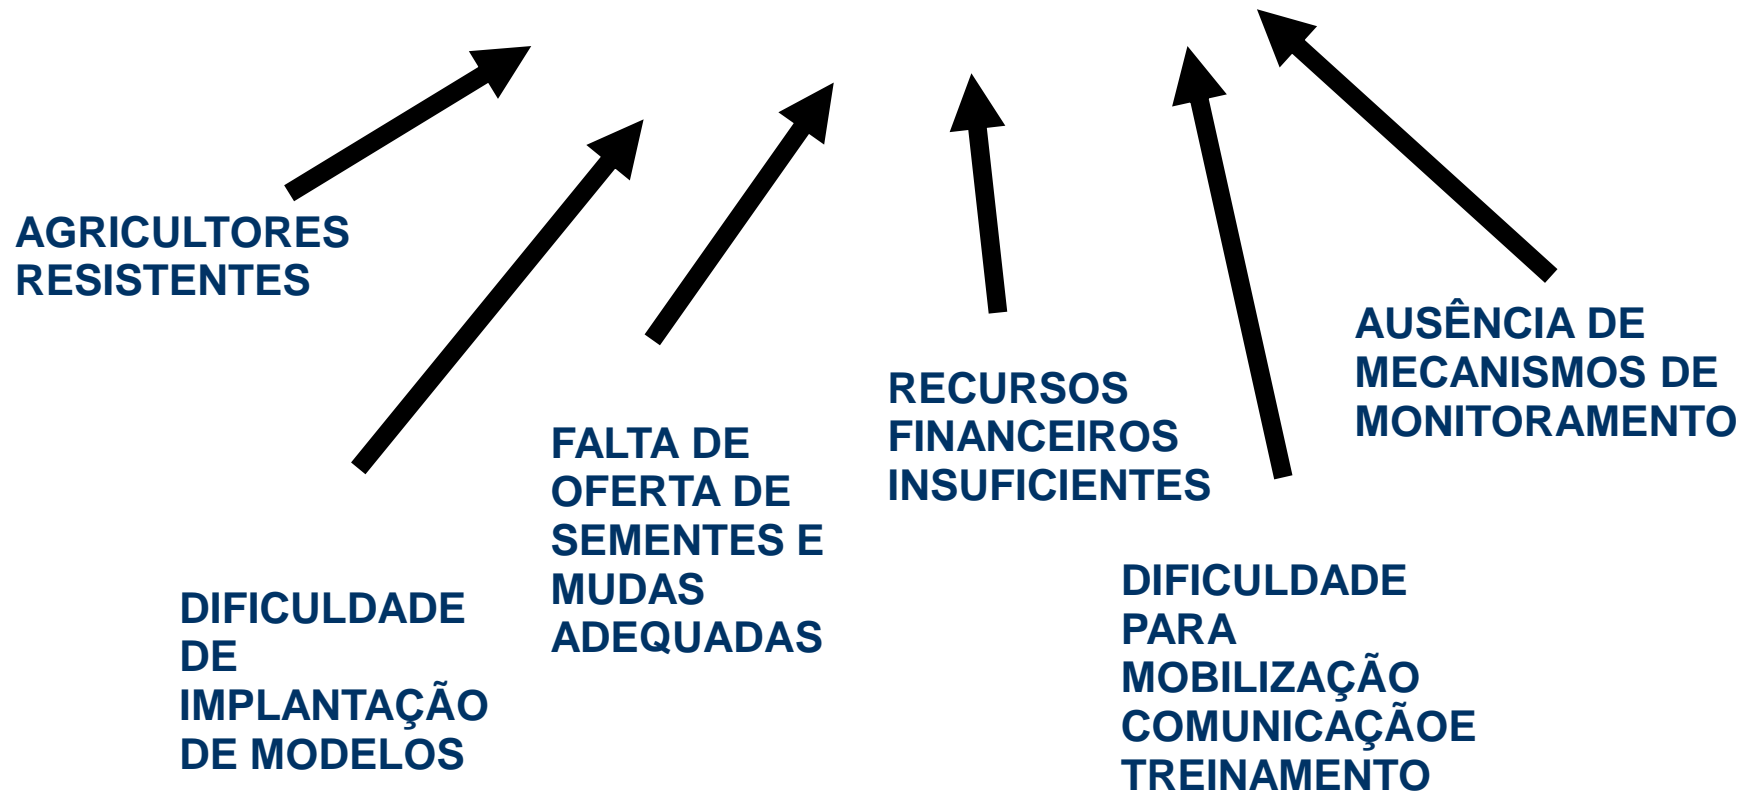 AGRICULTORES
RESISTENTES
DIFICULDADE
DE
IMPLANTAÇÃO
DE MODELOS
FALTA DE
OFERTA DE
SEMENTES E
MUDAS
ADEQUADAS
RECURSOS
FINANCEIROS
INSUFICIENTES
DIFICULDADE
PARA
MOBILIZAÇÃO
COMUNICAÇÃOE
TREINAMENTO
AUSÊNCIA DE
MECANISMOS DE
MONITORAMENTO